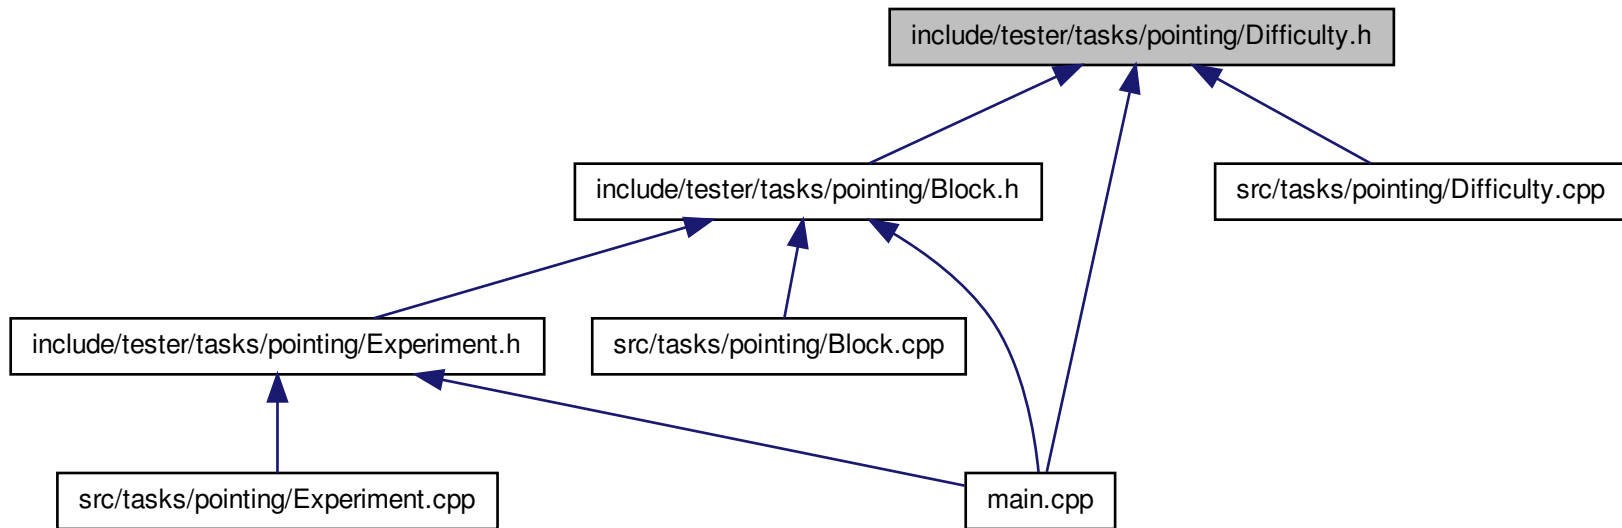 include/tester/tasks/pointing/Difficulty.h
include/tester/tasks/pointing/Block.h
src/tasks/pointing/Difficulty.cpp
include/tester/tasks/pointing/Experiment.h
src/tasks/pointing/Block.cpp
src/tasks/pointing/Experiment.cpp
main.cpp